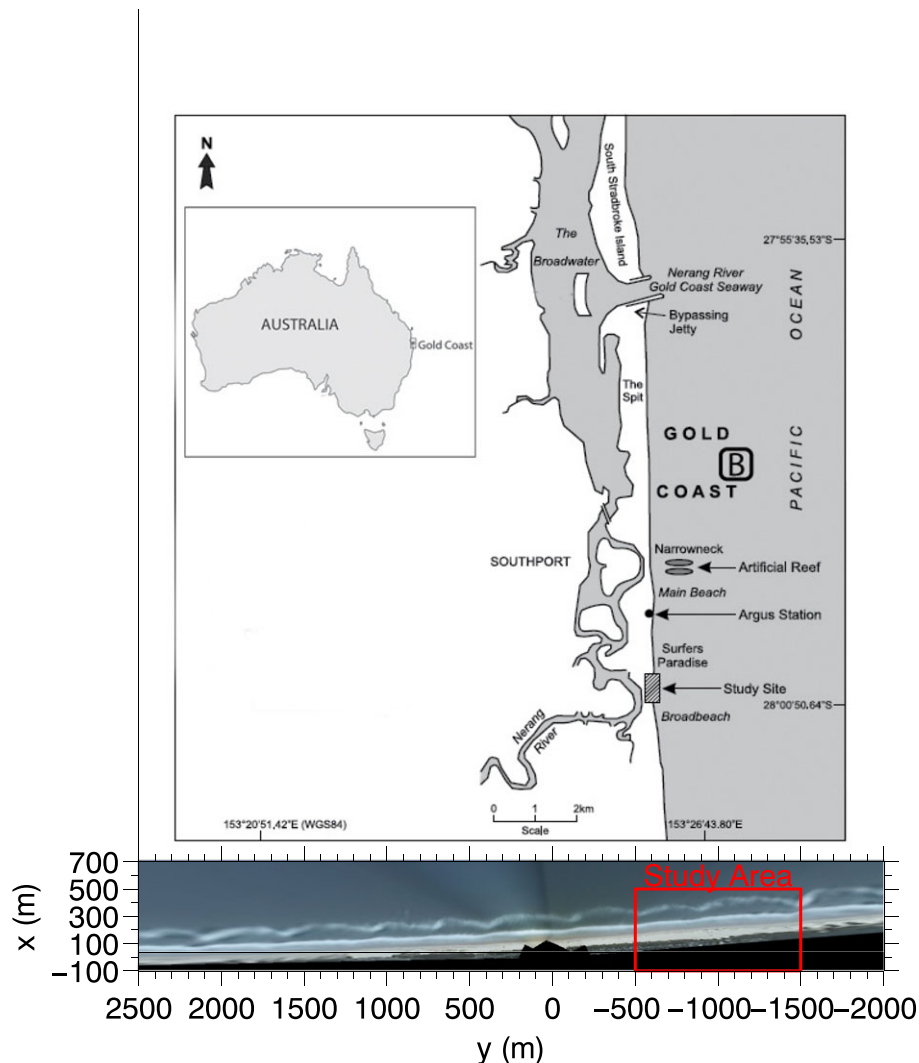 N
South Stradbroke Island
The
Broadwater
27°55'35,53"S
Nerang River
Gold Coast Seaway
OCEAN
Bypassing
Jetty
AUSTRALIA
Gold Coast
The
Spit
GOLD
B
COAST
PACIFIC
Narrowneck
SOUTHPORT
Artificial Reef
Main Beach
Argus Station
Surfers
Paradise
Study Site
28°00'50.64"S
Broadbeach
Nerang
River
0 1 2km
Scale
153°20'51,42"E (WGS84)
153°26'43.80"E
700
500
300
100
−100
x (m)
Study Area
2500 2000 1500 1000 500 0 −500 −1000 −1500 −2000
y (m)